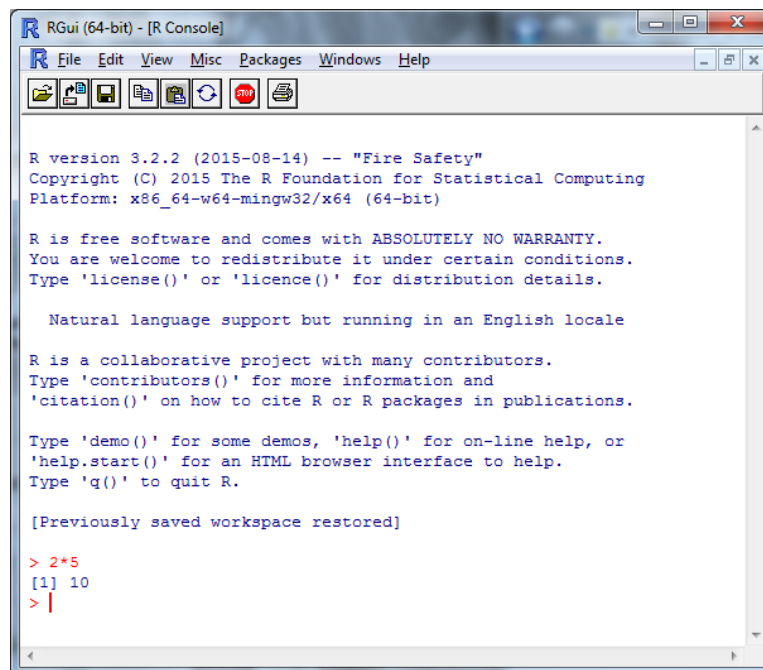 RGui (64-bit) - [R Console]
File Edit View Misc Packages Windows Help
STOP
R version 3.2.2 (2015-08-14) -- "Fire Safety"
Copyright (C) 2015 The R Foundation for Statistical Computing
Platform: x86_64-w64-mingw32/x64 (64-bit)
R is free software and comes with ABSOLUTELY NO WARRANTY.
You are welcome to redistribute it under certain conditions.
Type 'license()' or 'licence()' for distribution details.
Natural language support but running in an English locale
R is a collaborative project with many contributors.
Type 'contributors()' for more information and
'citation()' on how to cite R or R packages in publications.
Type 'demo()' for some demos, 'help()' for on-line help, or
'help.start()' for an HTML browser interface to help.
Type 'q()' to quit R.
[Previously saved workspace restored]
> 2*5
[1] 10
>